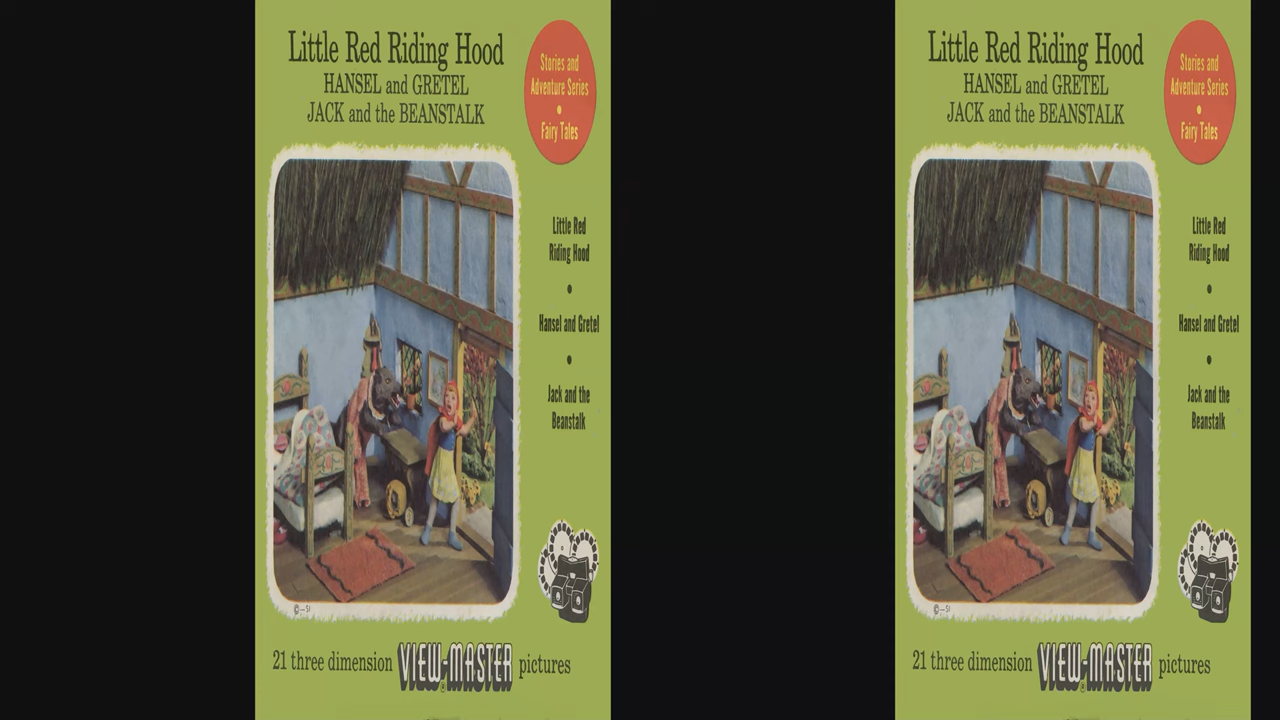 Little Red Riding Hood
HANSEL and GRETEL
JACK and the BEANSTALK
Stories and
Adventure Series
•
Fairy Tales
Little Red
Riding Hood
•
Hansel and Gretel
•
Jack and the
Beanstalk
©-51
21 three dimension VIEW-MASTER pictures
Little Red Riding Hood
HANSEL and GRETEL
JACK and the BEANSTALK
Stories and
Adventure Series
•
Fairy Tales
Little Red
Riding Hood
•
Hansel and Gretel
•
Jack and the
Beanstalk
©-51
21 three dimension VIEW-MASTER pictures